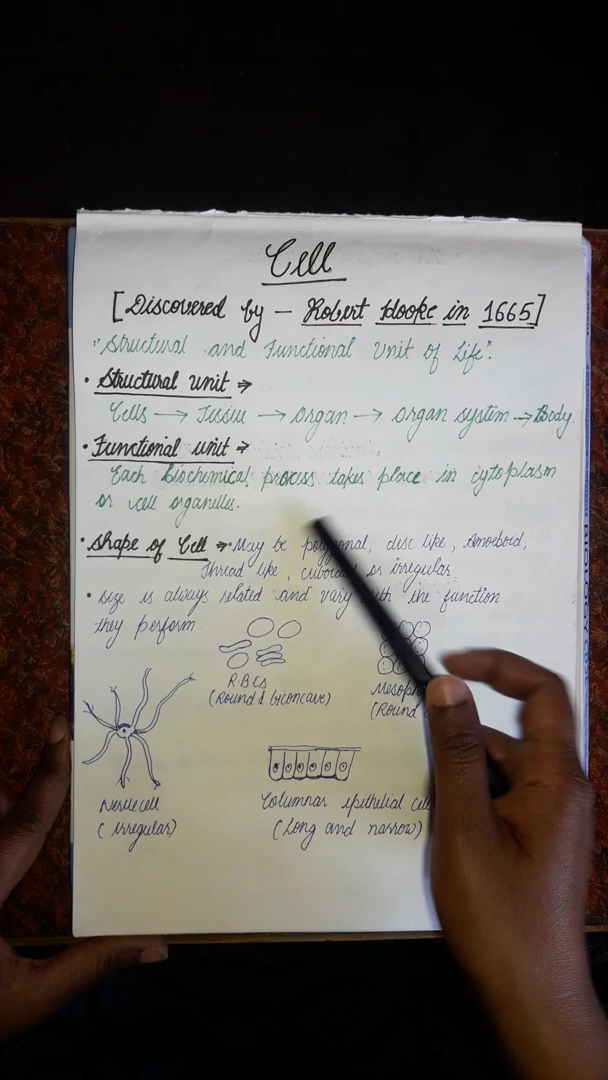 Cell
[Discovered by – Robert Hooke in 1665]
"Structural and Functional Unit of Life".
• Structural unit ⇒
Cells → Tissue → Organ → Organ system → Body.
• Functional unit ⇒
Each biochemical process takes place in cytoplasm
or cell organelles.
• Shape of Cell ⇒ • May be polygonal, disc like, Amoeboid,
Thread like, cuboidal or irregular
• size is always related and vary with the function
they perform.
R.B.Cs
(Round & biconcave)
(Round
Nerve cell
(irregular)
Columnar epithelial
(Long and narrow)